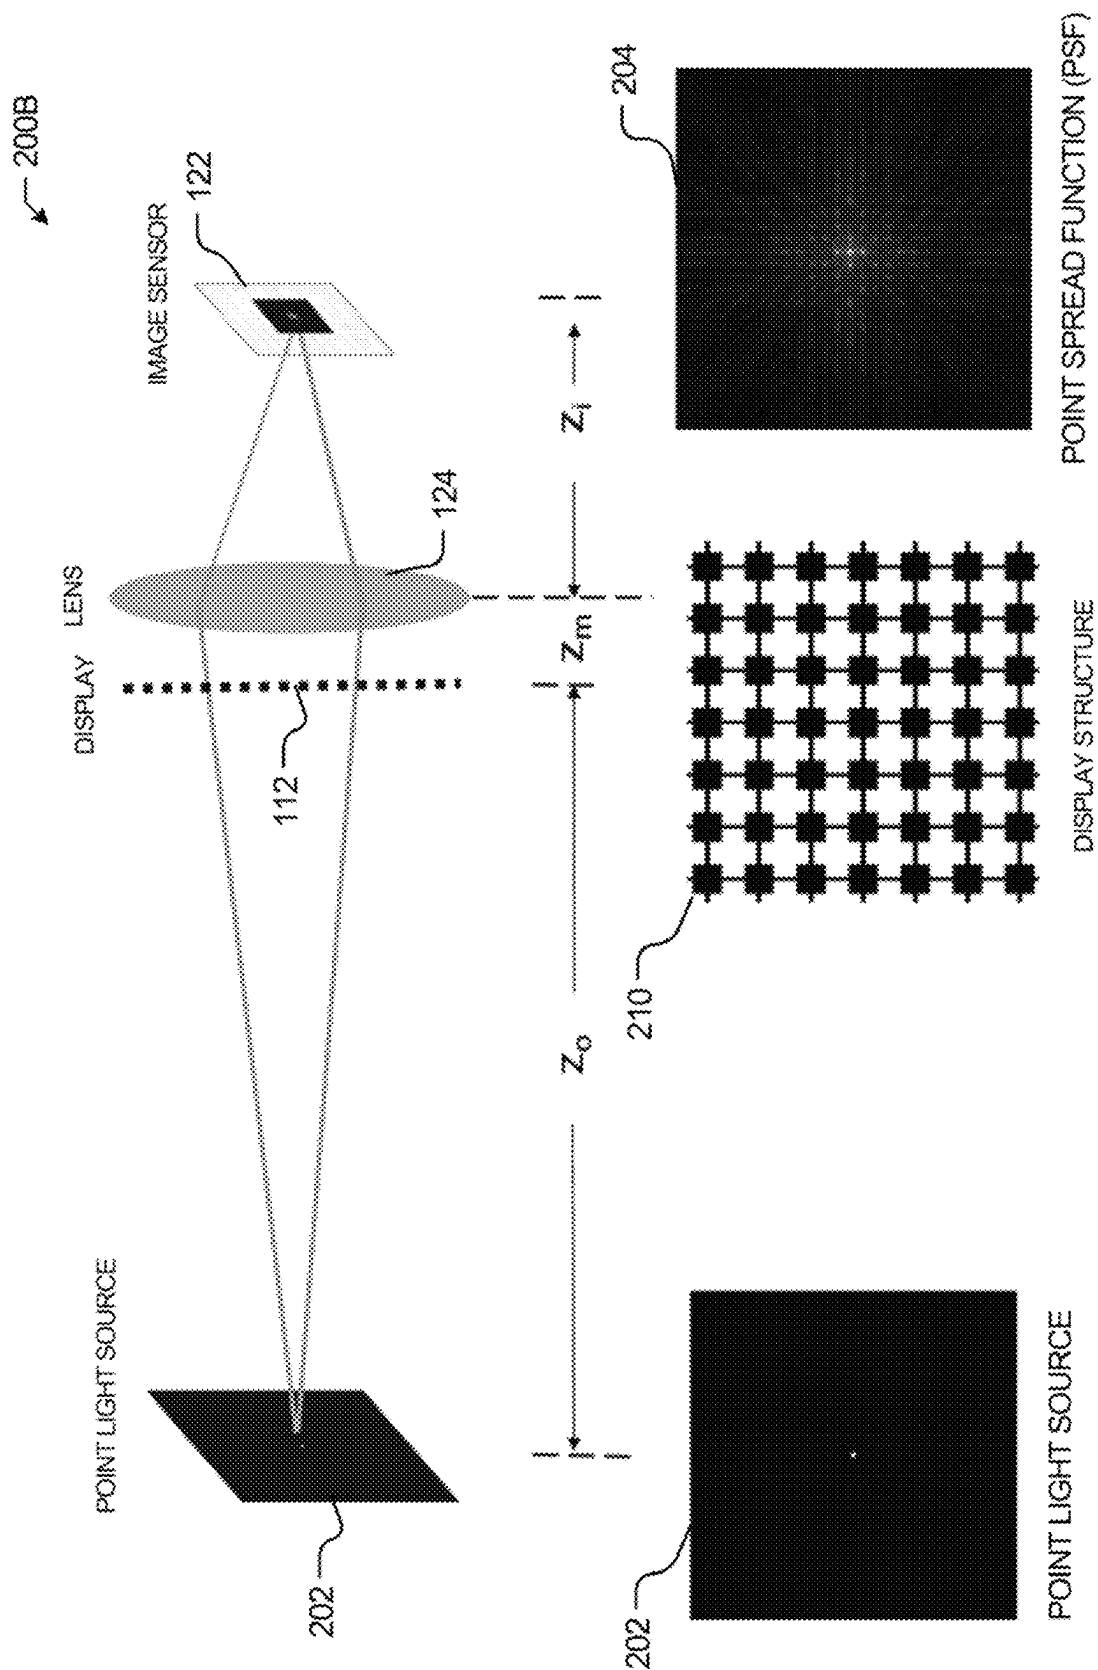 200B
POINT LIGHT SOURCE
DISPLAY
LENS
IMAGE SENSOR
202
112
124
122
Zo
Zm
Zi
202
210
204
POINT LIGHT SOURCE
DISPLAY STRUCTURE
POINT SPREAD FUNCTION (PSF)